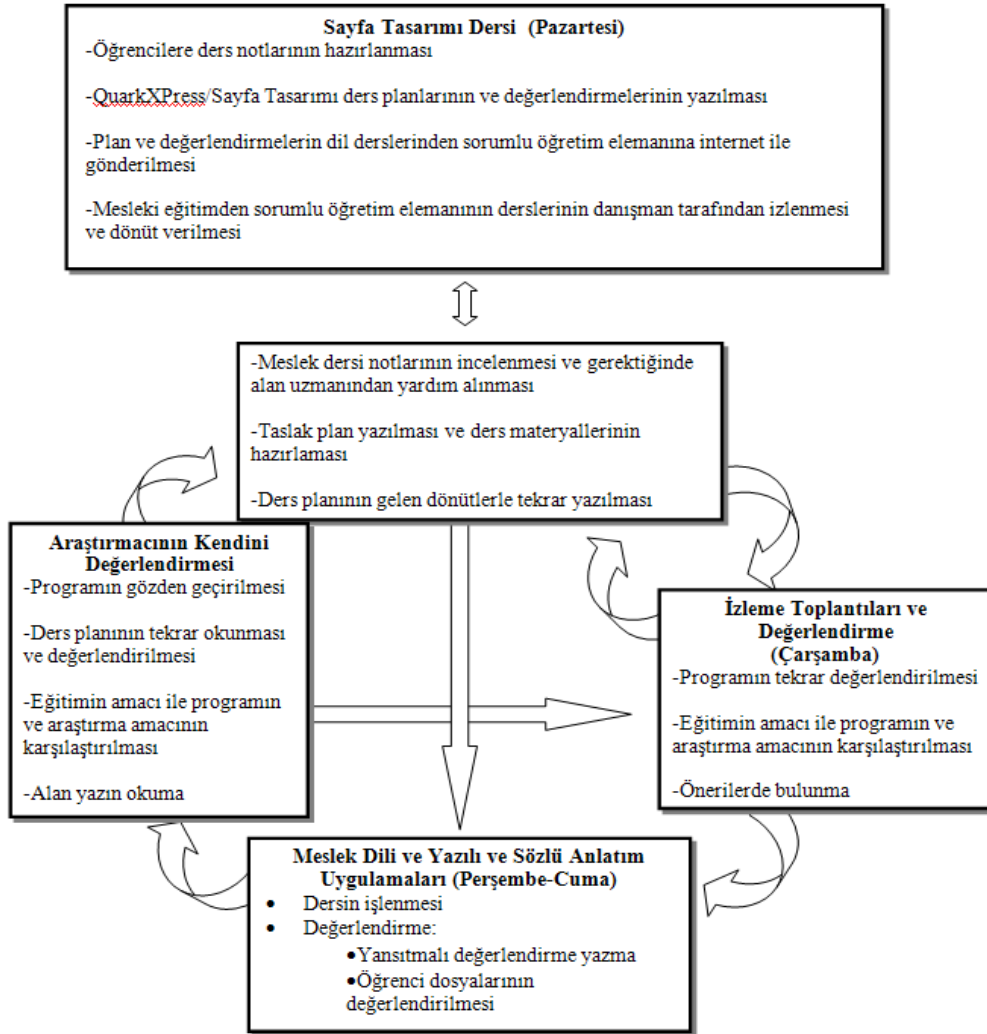 Sayfa Tasarımı Dersi (Pazartesi)
-Öğrencilere ders notlarının hazırlanması
-QuarkXPress/Sayfa Tasarımı ders planlarının ve değerlendirmelerinin yazılması
-Plan ve değerlendirmelerin dil derslerinden sorumlu öğretim elemanına internet ile
gönderilmesi
-Mesleki eğitimden sorumlu öğretim elemanının derslerinin danışman tarafından izlenmesi
ve dönüt verilmesi
-Meslek dersi notlarının incelenmesi ve gerektiğinde
alan uzmanından yardım alınması
-Taslak plan yazılması ve ders materyallerinin
hazırlaması
-Ders planının gelen dönütlerle tekrar yazılması
Araştırmacının Kendini
Değerlendirmesi
-Programın gözden geçirilmesi
-Ders planının tekrar okunması
ve değerlendirilmesi
-Eğitimin amacı ile programın
ve araştırma amacının
karşılaştırılması
-Alan yazın okuma
İzleme Toplantıları ve
Değerlendirme
(Çarşamba)
-Programın tekrar değerlendirilmesi
-Eğitimin amacı ile programın ve
araştırma amacının karşılaştırılması
-Önerilerde bulunma
Meslek Dili ve Yazılı ve Sözlü Anlatım
Uygulamaları (Perşembe-Cuma)
• Dersin işlenmesi
• Değerlendirme:
•Yansıtmalı değerlendirme yazma
•Öğrenci dosyalarının
değerlendirilmesi